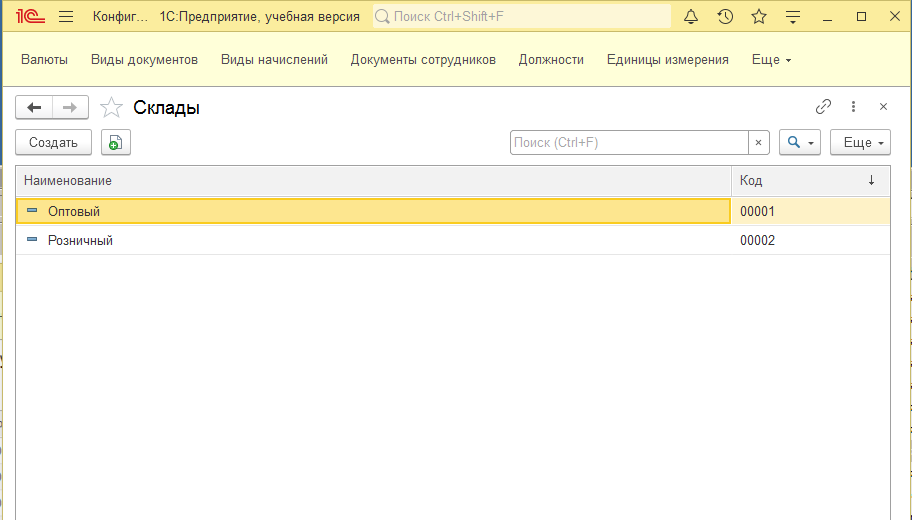 1С Конфиг... 1С:Предприятие, учебная версия Поиск Ctrl+Shift+F
Валюты Виды документов Виды начислений Документы сотрудников Должности Единицы измерения Еще
Склады
Создать Поиск (Ctrl+F) × Еще
Наименование Код ↓
Оптовый 00001
Розничный 00002